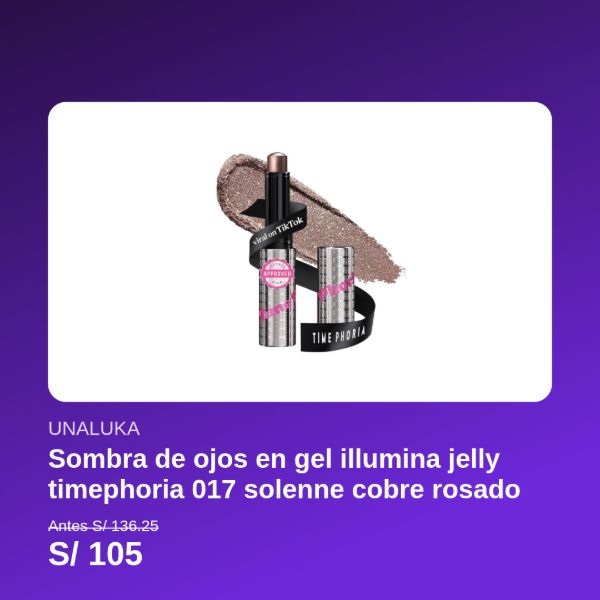 Viral on TikTok
APPROVED
TIMEPHORIA
UNALUKA
Sombra de ojos en gel illumina jelly
timephoria 017 solenne cobre rosado
Antes S/ 136.25
S/ 105